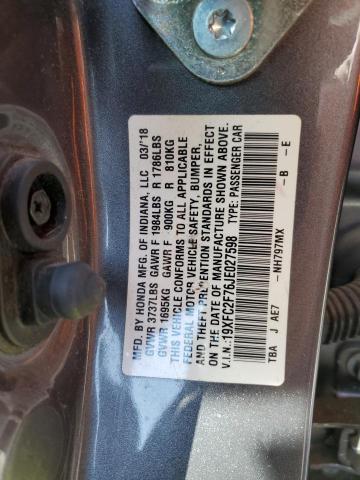 MFD. BY HONDA MFG. OF INDIANA, LLC 03/18
GVWR 3737LBS GAWR F 1984LBS R 1786LBS
GVWR 1695KG GAWR F 900KG R 810KG
THIS VEHICLE CONFORMS TO ALL APPLICABLE
FEDERAL MOTOR VEHICLE SAFETY, BUMPER,
AND THEFT PREVENTION STANDARDS IN EFFECT
ON THE DATE OF MANUFACTURE SHOWN ABOVE.
V.I.N.:19XFC2F76JE027598 TYPE: PASSENGER CAR
NH797MX - B - E
TBA J AE7